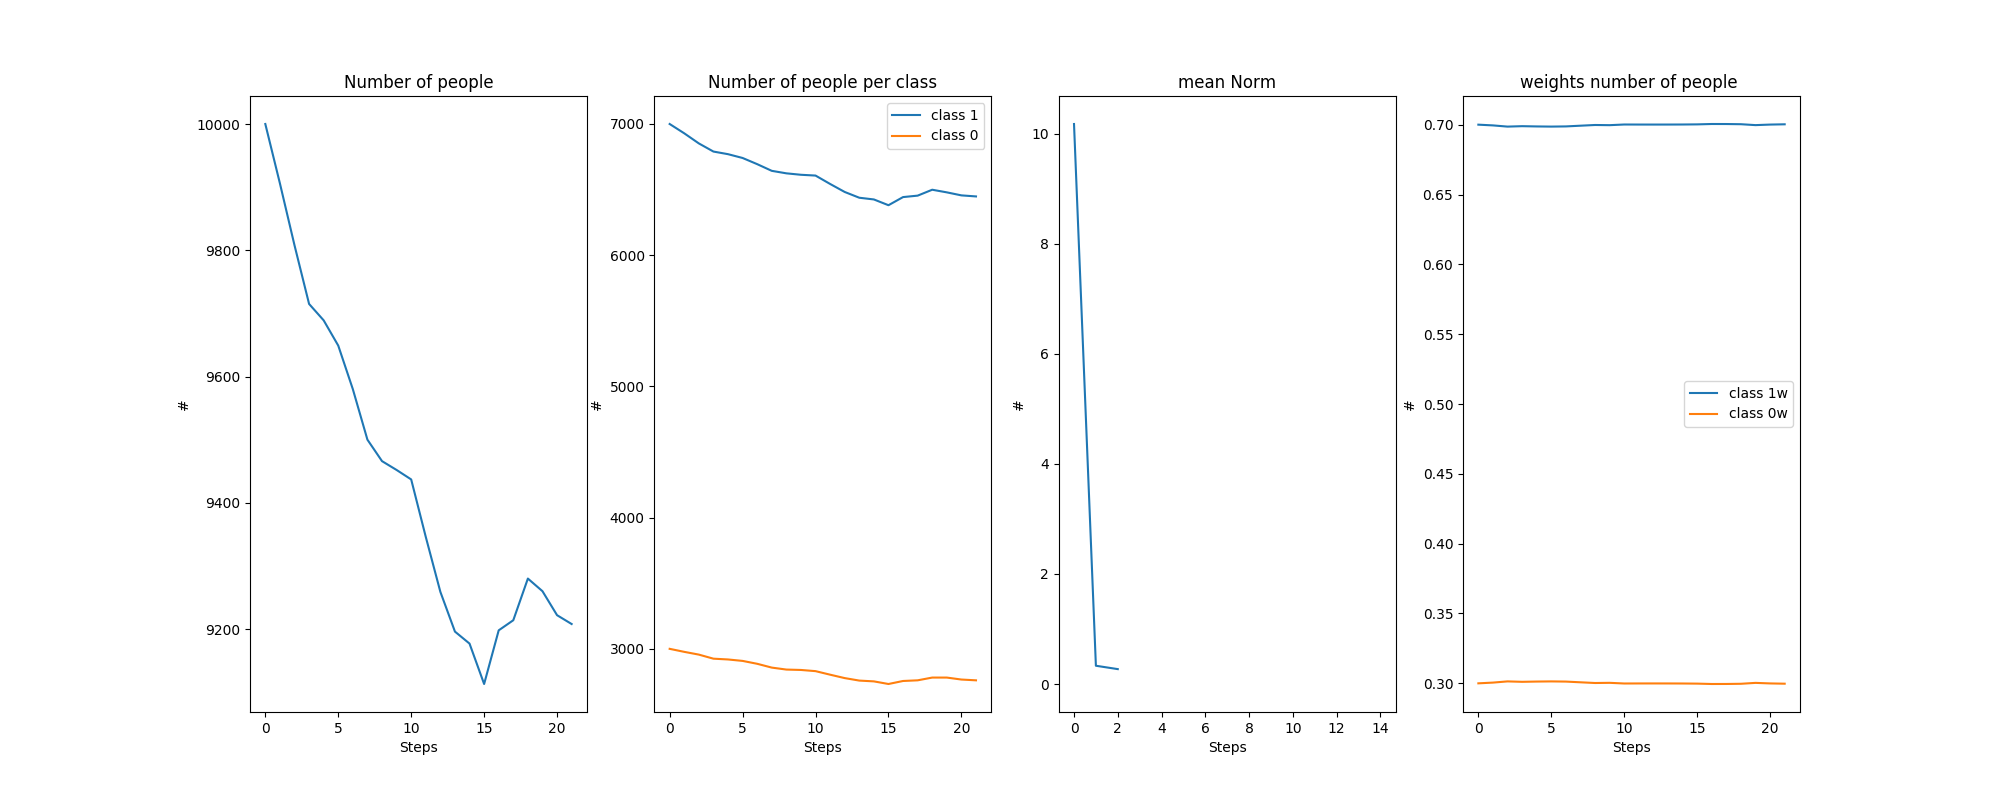 Number of people
10000
9800
9600
9400
9200
#
0 5 10 15 20
Steps
Number of people per class
class 1
class 0
7000
6000
5000
4000
3000
#
0 5 10 15 20
Steps
mean Norm
10
8
6
4
2
0
#
0 2 4 6 8 10 12 14
Steps
weights number of people
0.70
0.65
0.60
0.55
0.50
0.45
0.40
0.35
0.30
#
class 1w
class 0w
0 5 10 15 20
Steps